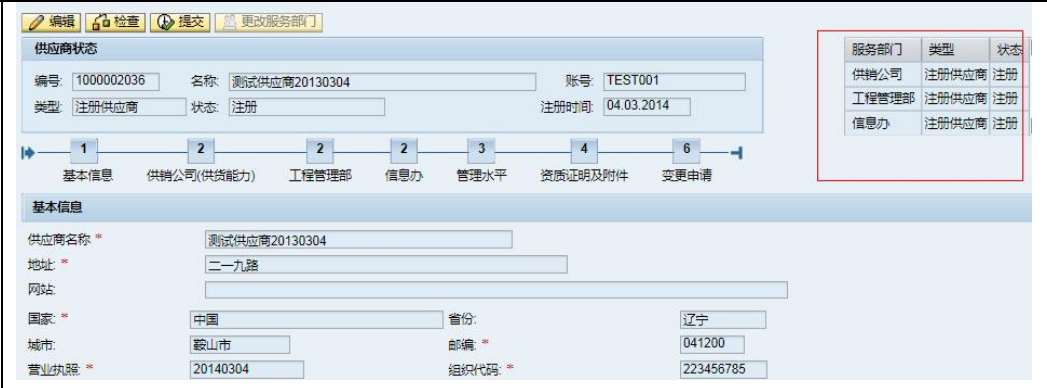 编辑 检查 提交 更改服务部门
供应商状态
编号: 1000002036 名称: 测试供应商20130304 账号: TEST001
类型: 注册供应商 状态: 注册 注册时间: 04.03.2014
服务部门 类型 状态
供销公司 注册供应商 注册
工程管理部 注册供应商 注册
信息办 注册供应商 注册
1 2 2 2 3 4 6
基本信息 供销公司(供货能力) 工程管理部 信息办 管理水平 资质证明及附件 变更申请
基本信息
供应商名称 * 测试供应商20130304
地址: * 二一九路
网站:
国家: * 中国 省份: 辽宁
城市: 鞍山市 邮编: * 041200
营业执照: * 20140304 组织代码: * 223456785